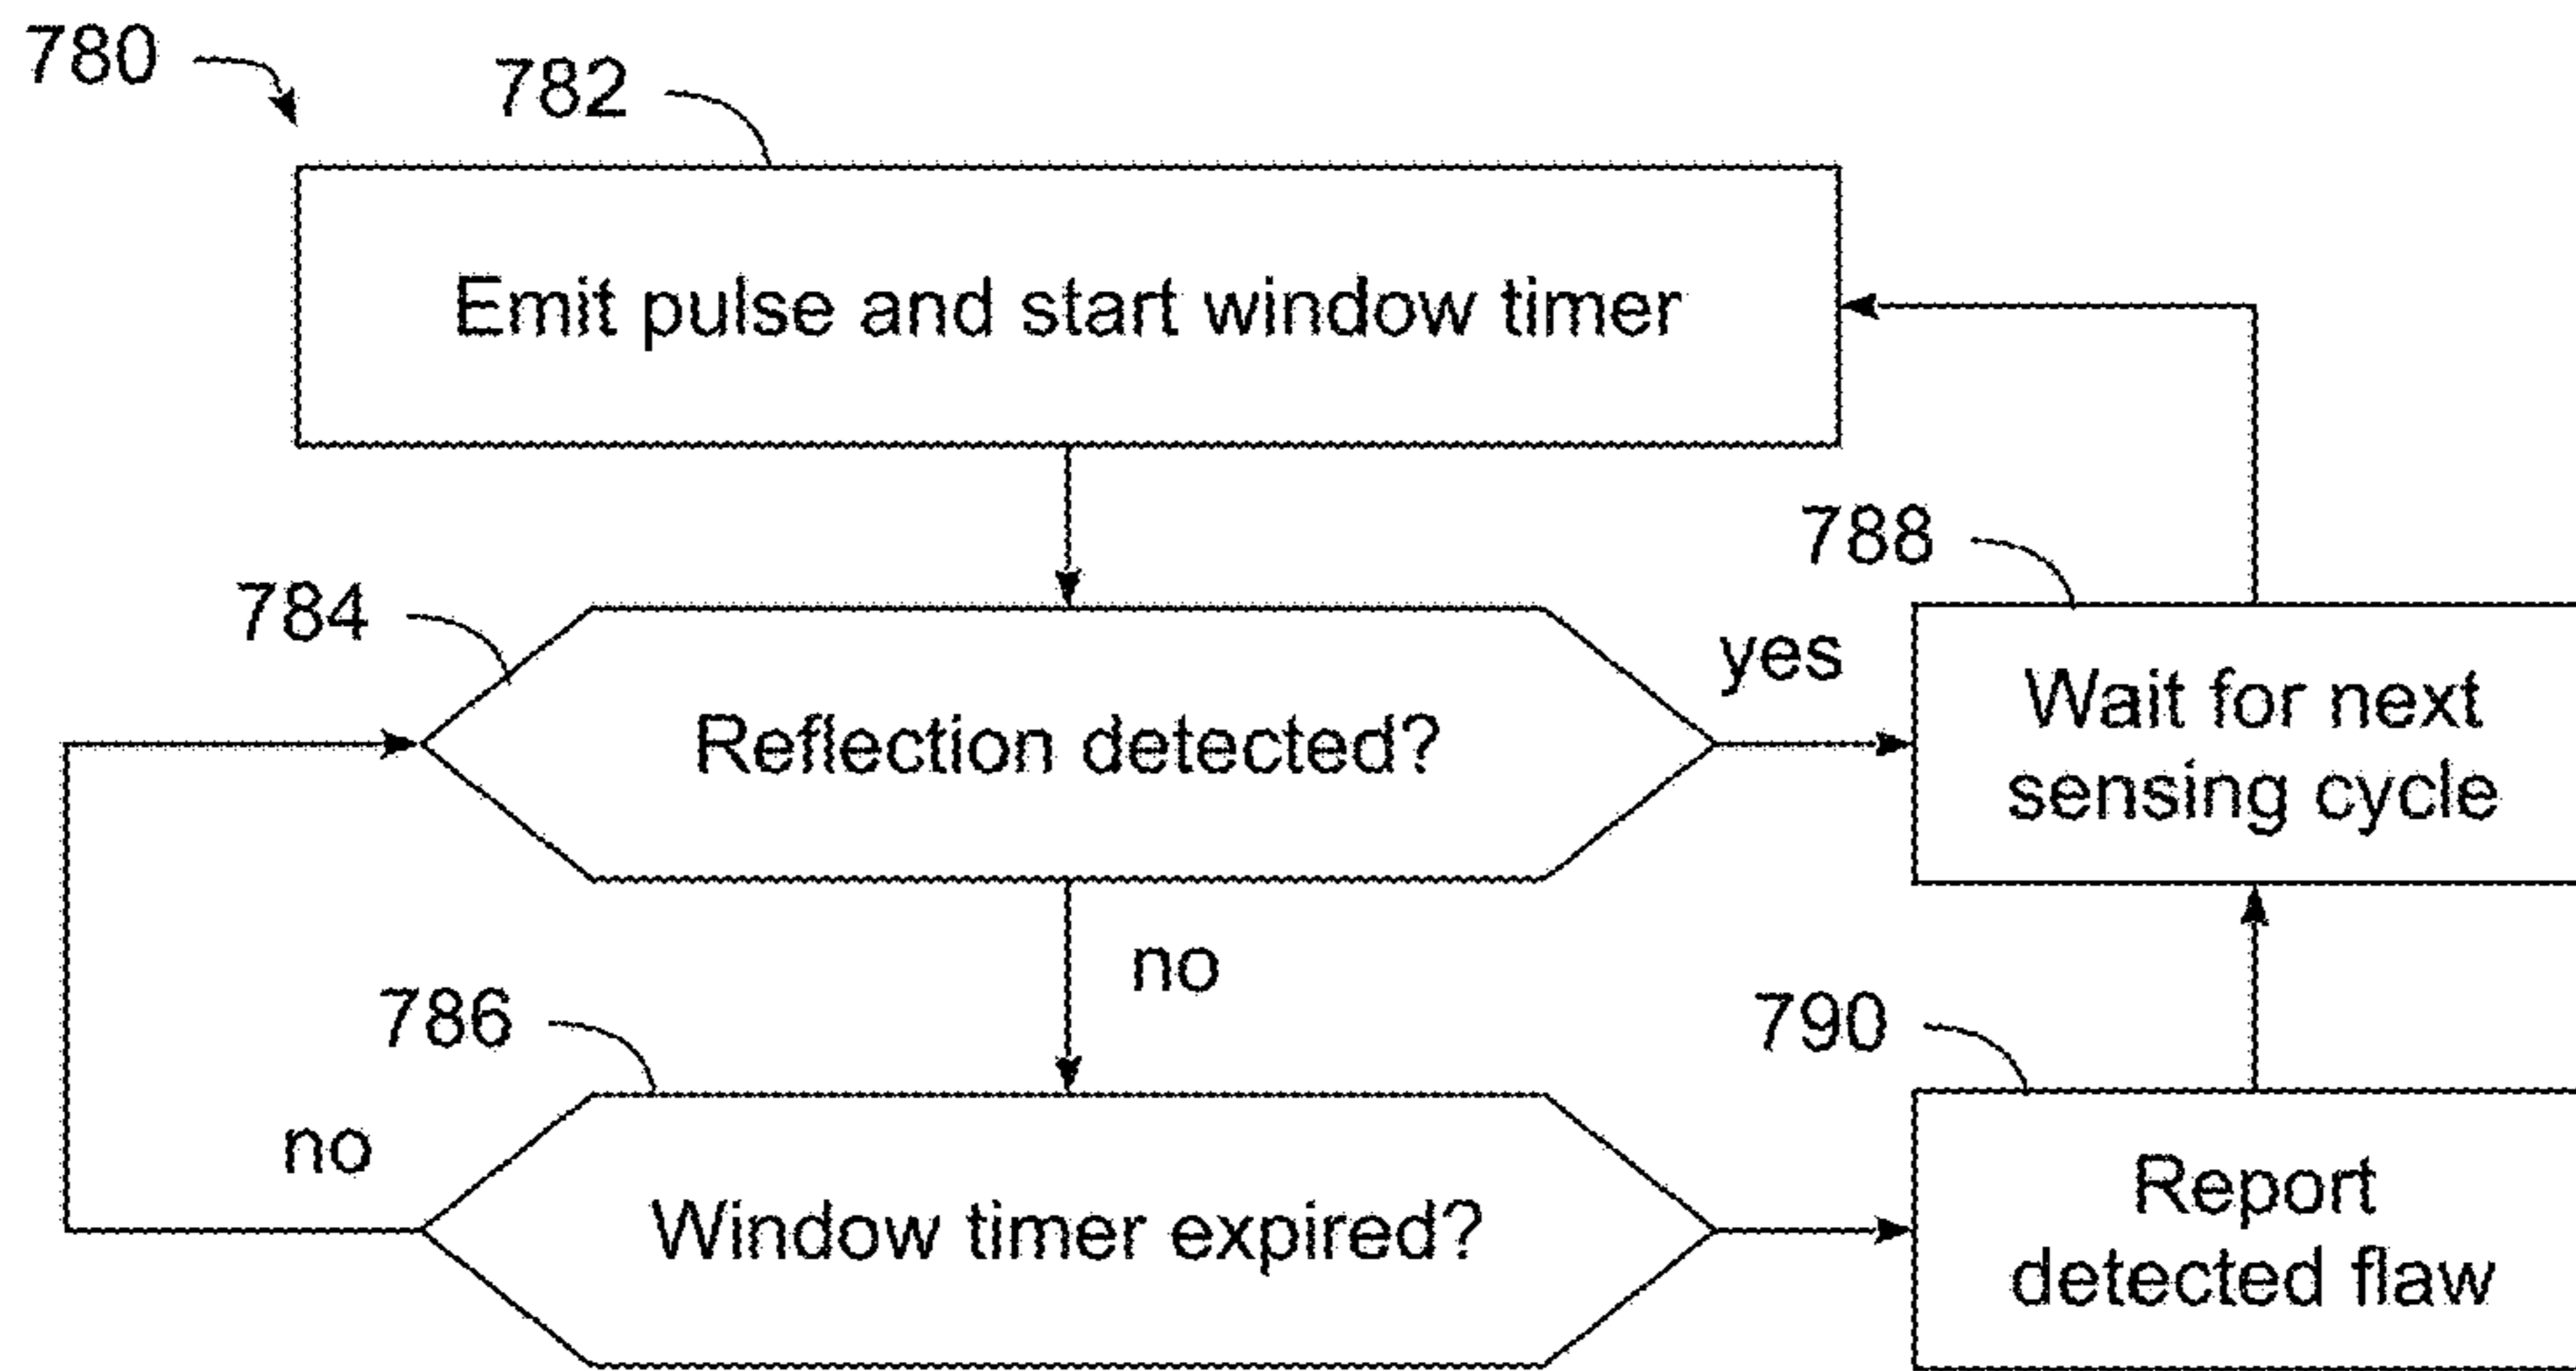 780
782
Emit pulse and start window timer
788
784
yes
Reflection detected?
Wait for next
sensing cycle
no
786
790
no
Window timer expired?
Report
detected flaw